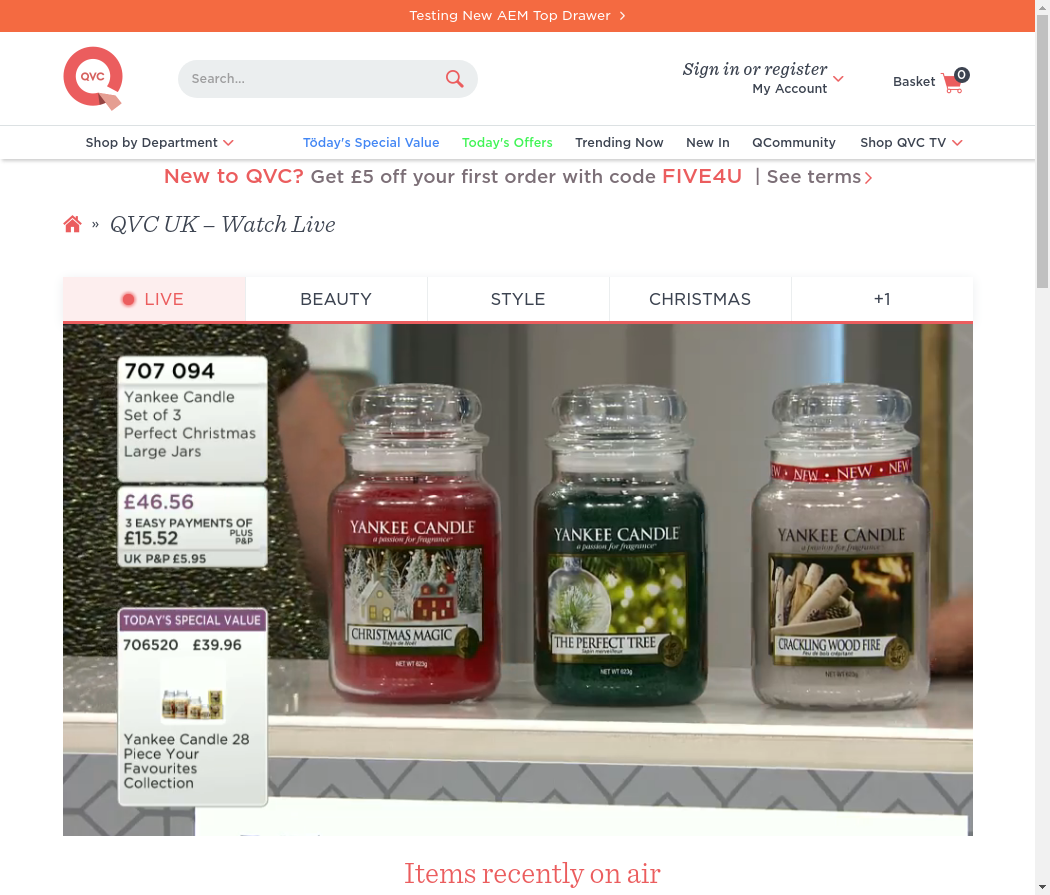 Testing New AEM Top Drawer
QVC
Search...
Sign in or register
My Account
Basket
0
Shop by Department
Töday's Special Value
Today's Offers
Trending Now
New In
QCommunity
Shop QVC TV
New to QVC? Get £5 off your first order with code FIVE4U | See terms
» QVC UK – Watch Live
LIVE
BEAUTY
STYLE
CHRISTMAS
+1
707 094
Yankee Candle
Set of 3
Perfect Christmas
Large Jars
£46.56
3 EASY PAYMENTS OF
£15.52 PLUS P&P
UK P&P £5.95
TODAY'S SPECIAL VALUE
706520 £39.96
Yankee Candle 28
Piece Your
Favourites
Collection
YANKEE CANDLE
a passion for fragrance
CHRISTMAS MAGIC
Magie de Noël
NET WT 623g
YANKEE CANDLE
a passion for fragrance
THE PERFECT TREE
Sapin merveilleux
NET WT 623g
NEW • NEW • NEW
YANKEE CANDLE
a passion for fragrance
CRACKLING WOOD FIRE
Feu de bois crépitant
NET WT 623g
Items recently on air